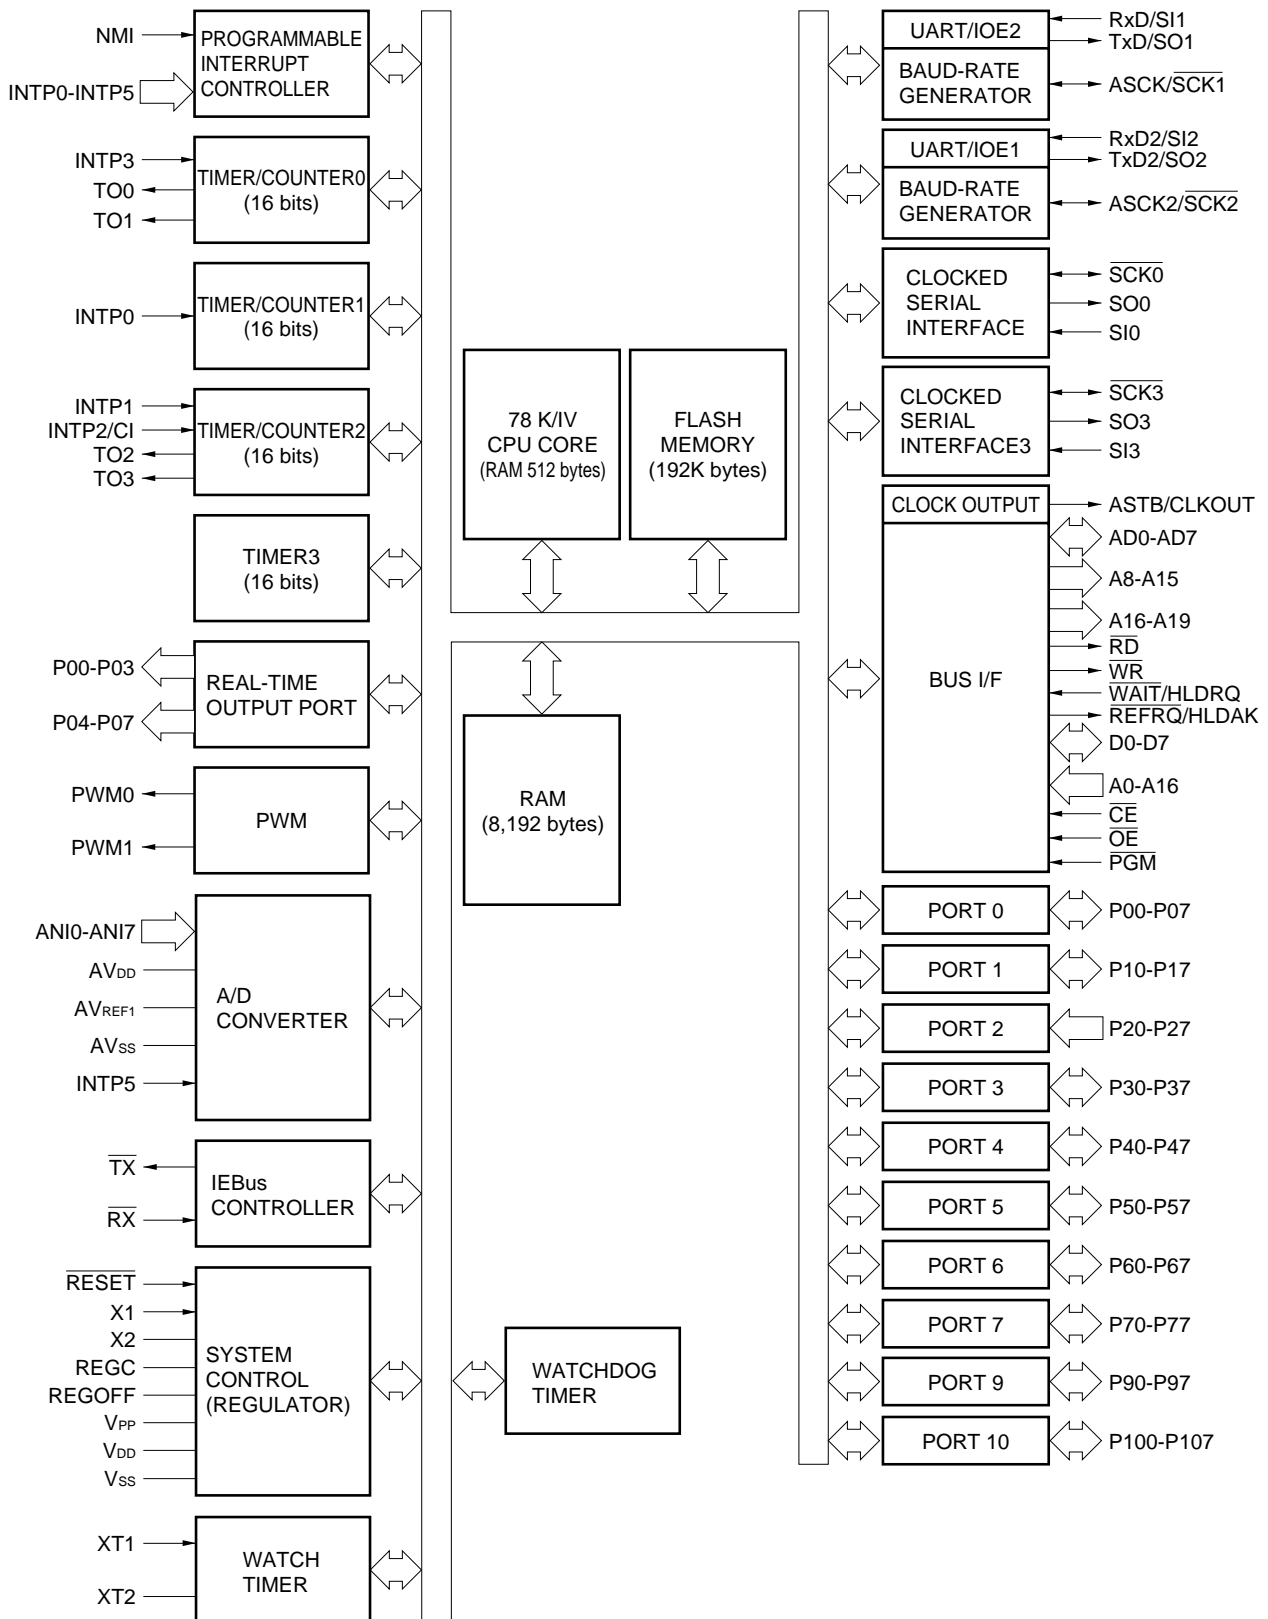 NMI
INTP0-INTP5
PROGRAMMABLE
INTERRUPT
CONTROLLER
INTP3
TO0
TO1
TIMER/COUNTER0
(16 bits)
INTP0
TIMER/COUNTER1
(16 bits)
INTP1
INTP2/CI
TO2
TO3
TIMER/COUNTER2
(16 bits)
TIMER3
(16 bits)
P00-P03
P04-P07
REAL-TIME
OUTPUT PORT
PWM0
PWM1
PWM
ANI0-ANI7
AVDD
AVREF1
AVSS
INTP5
A/D
CONVERTER
TX
RX
IEBus
CONTROLLER
RESET
X1
X2
REGC
REGOFF
VPP
VDD
VSS
SYSTEM
CONTROL
(REGULATOR)
XT1
XT2
WATCH
TIMER
78 K/IV
CPU CORE
(RAM 512 bytes)
FLASH
MEMORY
(192K bytes)
RAM
(8,192 bytes)
WATCHDOG
TIMER
UART/IOE2
BAUD-RATE
GENERATOR
RxD/SI1
TxD/SO1
ASCK/SCK1
UART/IOE1
BAUD-RATE
GENERATOR
RxD2/SI2
TxD2/SO2
ASCK2/SCK2
CLOCKED
SERIAL
INTERFACE
SCK0
SO0
SI0
CLOCKED
SERIAL
INTERFACE3
SCK3
SO3
SI3
CLOCK OUTPUT
BUS I/F
ASTB/CLKOUT
AD0-AD7
A8-A15
A16-A19
RD
WR
WAIT/HLDRQ
REFRQ/HLDAK
D0-D7
A0-A16
CE
OE
PGM
PORT 0
P00-P07
PORT 1
P10-P17
PORT 2
P20-P27
PORT 3
P30-P37
PORT 4
P40-P47
PORT 5
P50-P57
PORT 6
P60-P67
PORT 7
P70-P77
PORT 9
P90-P97
PORT 10
P100-P107